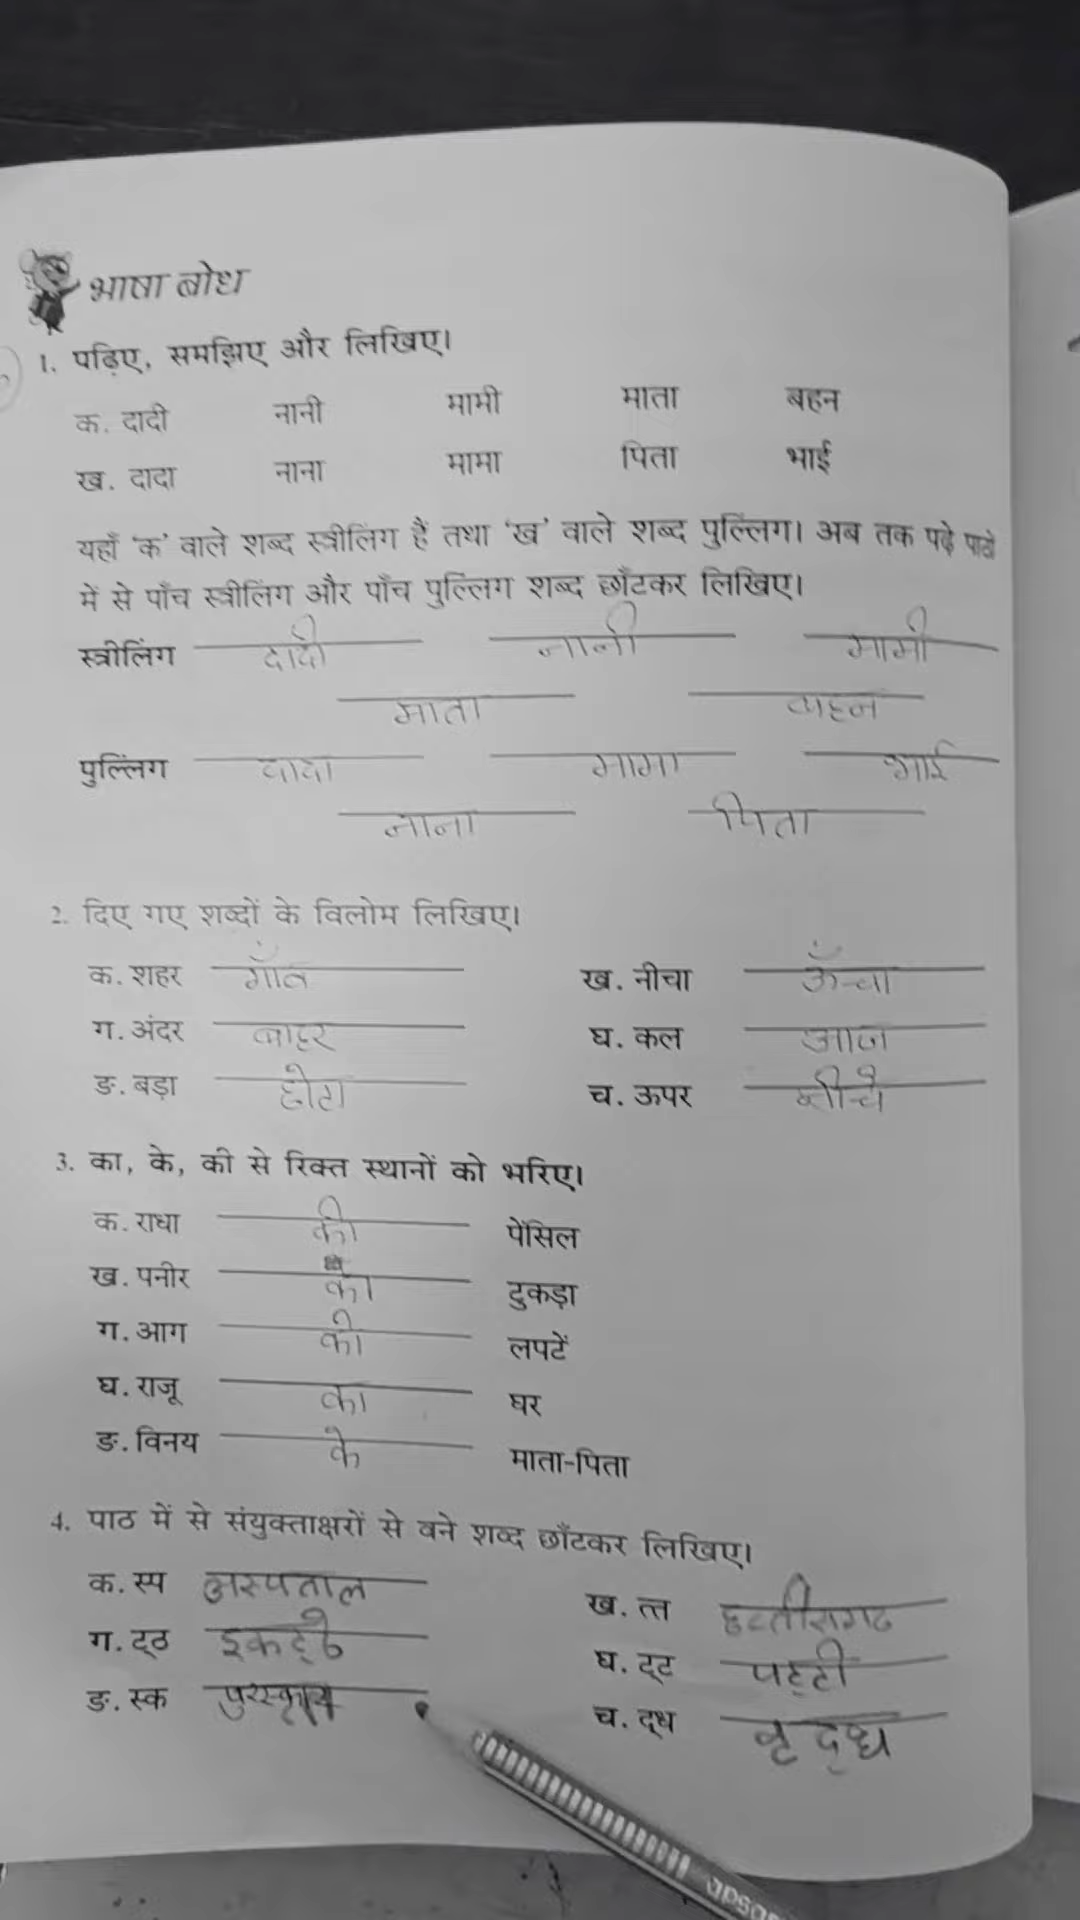 भाषा बोध
1. पढ़िए, समझिए और लिखिए।
क. दादी नानी मामी माता बहन
ख. दादा नाना मामा पिता भाई
यहाँ 'क' वाले शब्द स्त्रीलिंग हैं तथा 'ख' वाले शब्द पुल्लिंग। अब तक पढ़े पाठों
में से पाँच स्त्रीलिंग और पाँच पुल्लिंग शब्द छाँटकर लिखिए।
स्त्रीलिंग दादी नानी मामी
माता बहन
पुल्लिंग दादा मामा भाई
नाना पिता
2. दिए गए शब्दों के विलोम लिखिए।
क. शहर गाँव ख. नीचा ऊँचा
ग. अंदर बाहर घ. कल आज
ङ. बड़ा छोटा च. ऊपर नीचे
3. का, के, की से रिक्त स्थानों को भरिए।
क. राधा की पेंसिल
ख. पनीर का टुकड़ा
ग. आग की लपटें
घ. राजू का घर
ङ. विनय के माता-पिता
4. पाठ में से संयुक्ताक्षरों से बने शब्द छाँटकर लिखिए।
क. स्प अस्पताल ख. त्त छत्तीसगढ
ग. ट्ठ इकट्ठे घ. ट्ट पट्टी
ङ. स्क च. द्ध वृद्ध
apsara